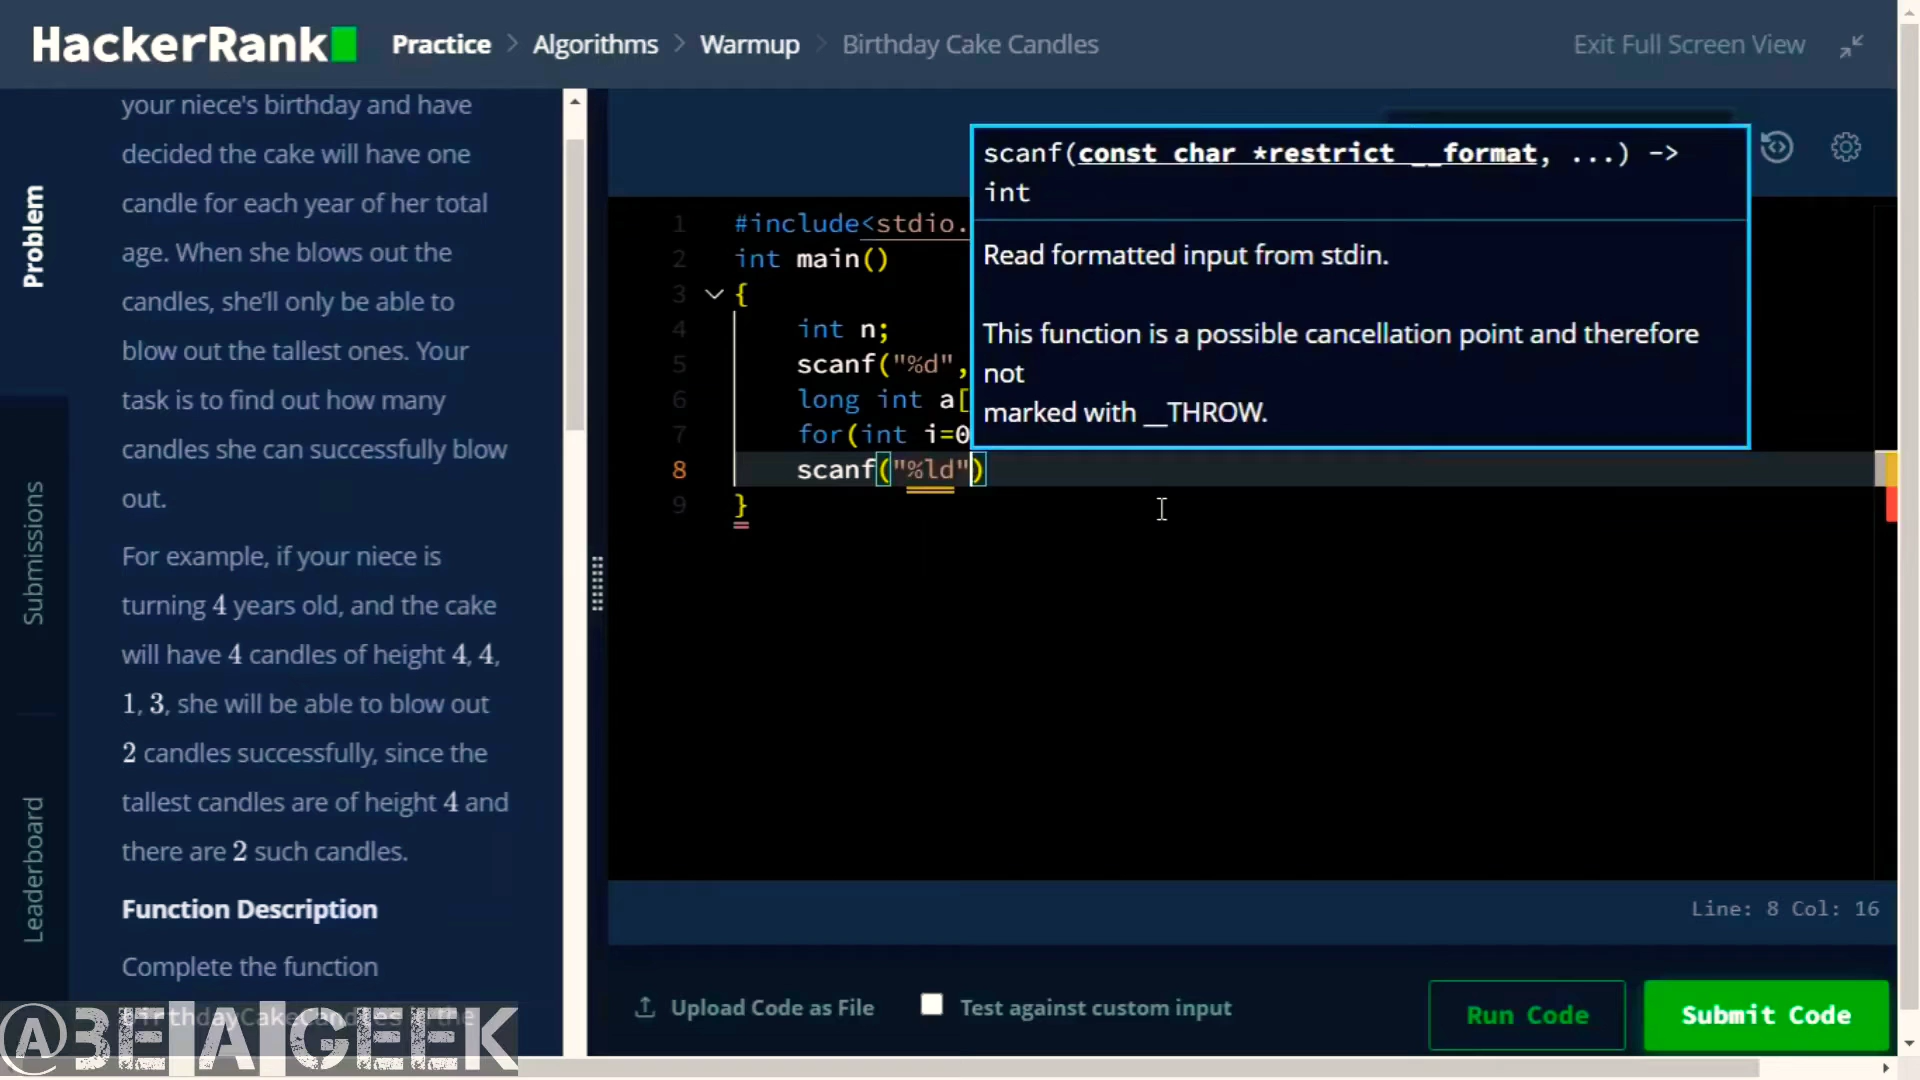 HackerRank
Practice > Algorithms > Warmup > Birthday Cake Candles
Exit Full Screen View
Problem
Submissions
Leaderboard
your niece's birthday and have
decided the cake will have one
candle for each year of her total
age. When she blows out the
candles, she'll only be able to
blow out the tallest ones. Your
task is to find out how many
candles she can successfully blow
out.
For example, if your niece is
turning 4 years old, and the cake
will have 4 candles of height 4, 4,
1, 3, she will be able to blow out
2 candles successfully, since the
tallest candles are of height 4 and
there are 2 such candles.
Function Description
Complete the function
@BE A GEEK
scanf(const char *restrict __format, ...) ->
int
Read formatted input from stdin.
This function is a possible cancellation point and therefore
not
marked with __THROW.
1 #include<stdio.
2 int main()
3 {
4 int n;
5 scanf("%d",
6 long int a[
7 for(int i=0
8 scanf("%ld")
9 }
Line: 8 Col: 16
Upload Code as File
Test against custom input
Run Code
Submit Code